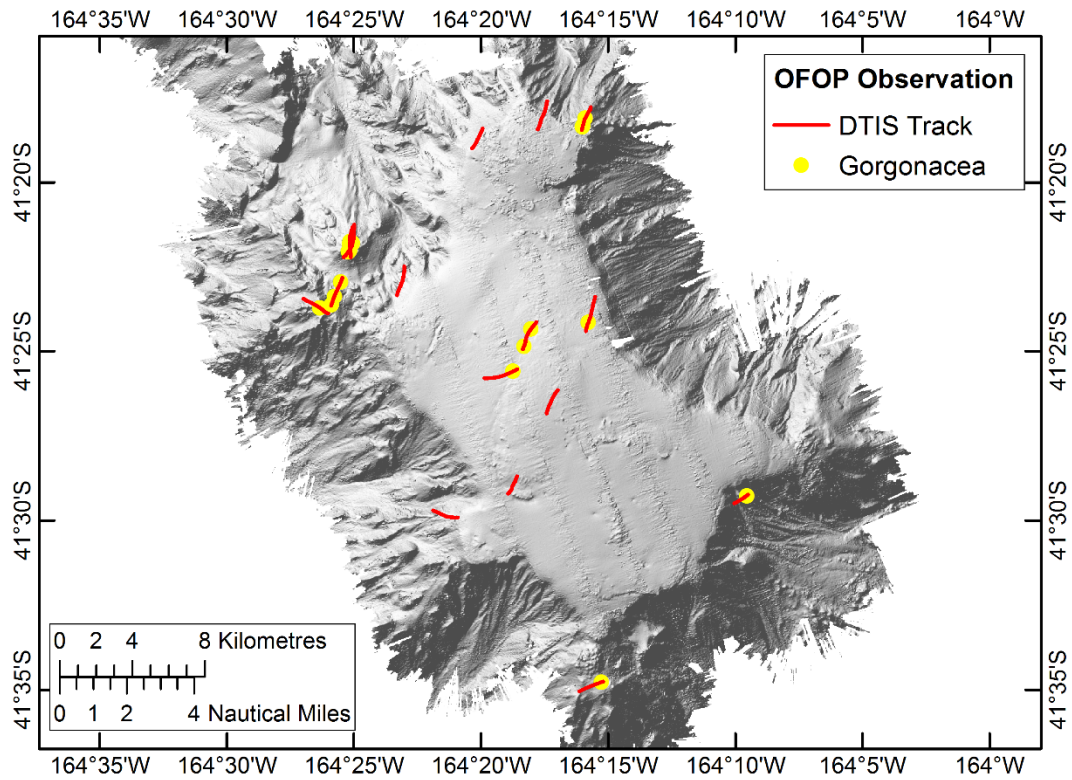 164°35'W 164°30'W 164°25'W 164°20'W 164°15'W 164°10'W 164°5'W 164°0'W
OFOP Observation
DTIS Track
Gorgonacea
41°20'S 41°20'S
41°25'S 41°25'S
41°30'S 41°30'S
41°35'S 41°35'S
0 2 4 8 Kilometres
0 1 2 4 Nautical Miles
164°35'W 164°30'W 164°25'W 164°20'W 164°15'W 164°10'W 164°5'W 164°0'W